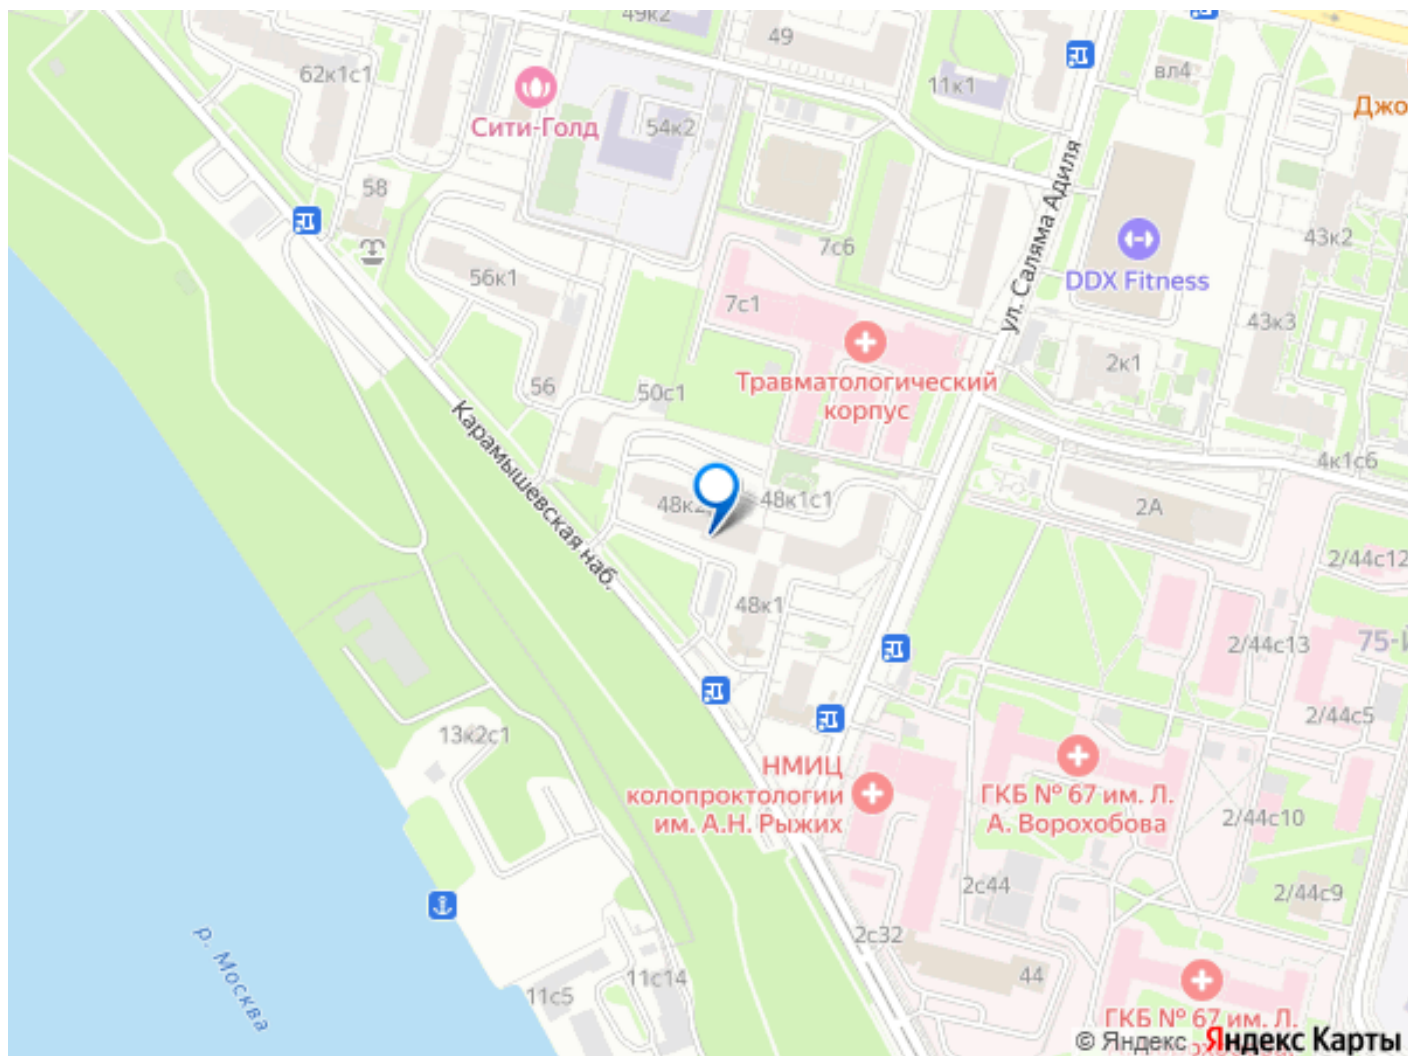 49к2
49
62к1с1
11к1
вл4
Джо
Сити-Голд
54к2
58
ул. Саляма Адиля
7с6
43к2
56к1
DDX Fitness
7с1
43к3
2к1
Травматологический
корпус
56
50с1
Карамышевская наб.
4к1с6
48к2
48к1с1
2А
2/44с12
48к1
2/44с13
75-Й
2/44с5
13к2с1
НМИЦ
колопроктологии
им. А.Н. Рыжих
ГКБ № 67 им. Л.
А. Ворохобова
2/44с10
2с44
2/44с9
р. Москва
2с32
11с14
44
11с5
ГКБ № 67 им. Л.
© Яндекс Яндекс Карты